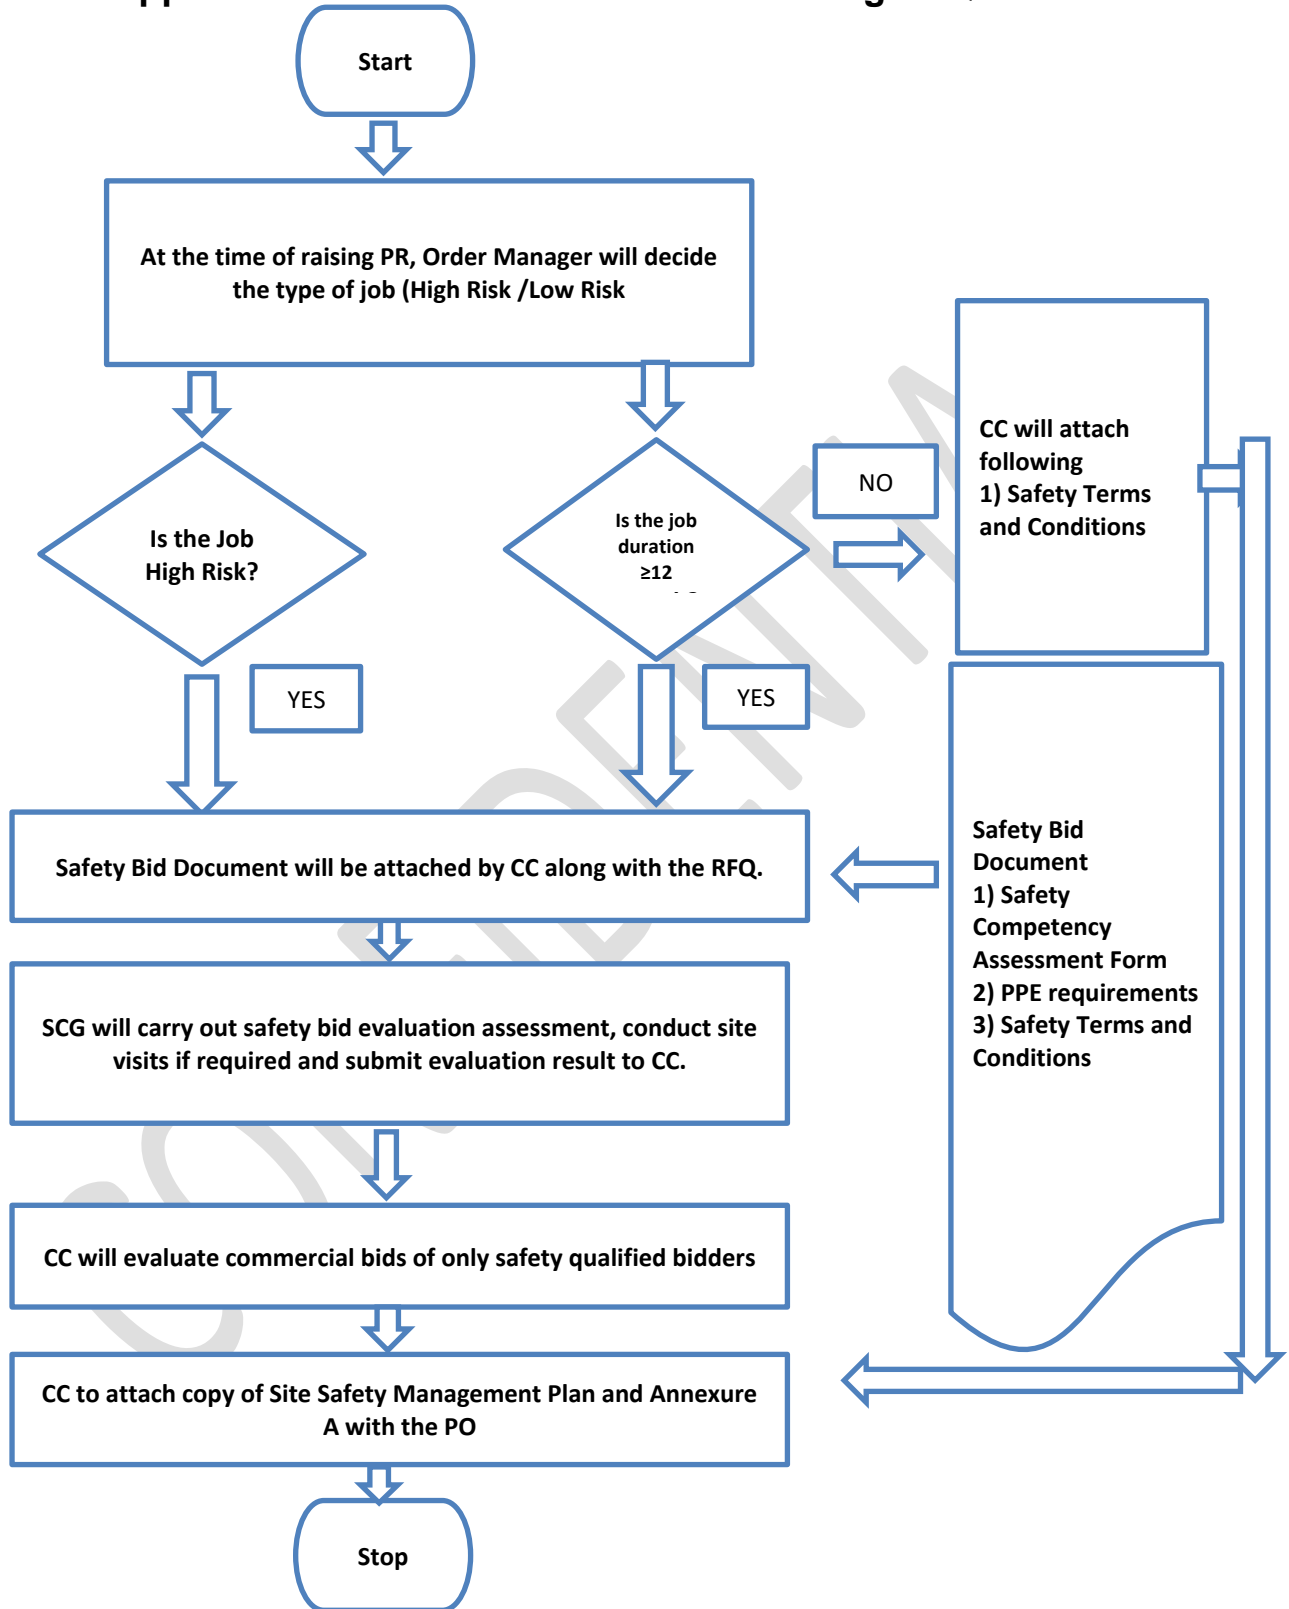 Start
At the time of raising PR, Order Manager will decide
the type of job (High Risk /Low Risk
Is the Job
High Risk?
Is the job
duration
≥12
NO
CC will attach
following
1) Safety Terms
and Conditions
YES
YES
Safety Bid Document will be attached by CC along with the RFQ.
Safety Bid
Document
1) Safety
Competency
Assessment Form
2) PPE requirements
3) Safety Terms and
Conditions
SCG will carry out safety bid evaluation assessment, conduct site
visits if required and submit evaluation result to CC.
CC will evaluate commercial bids of only safety qualified bidders
CC to attach copy of Site Safety Management Plan and Annexure
A with the PO
Stop